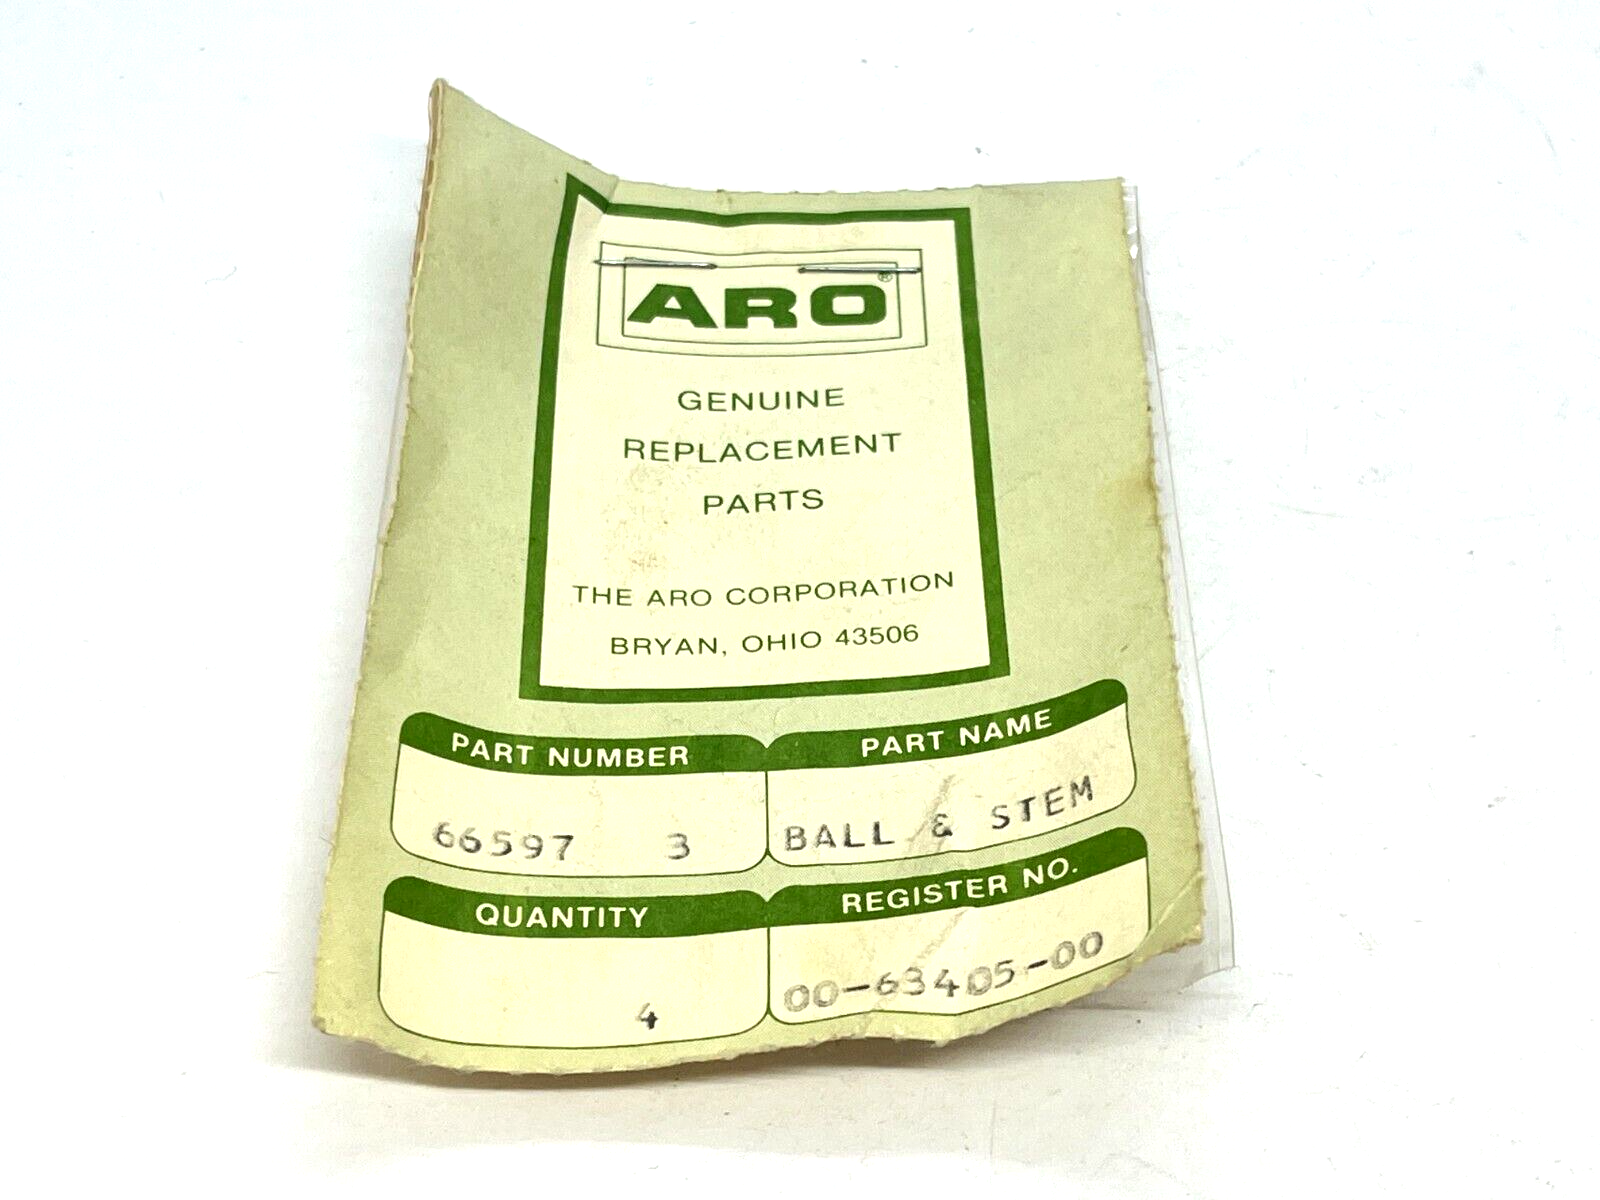 ARO®
GENUINE
REPLACEMENT
PARTS
THE ARO CORPORATION
BRYAN, OHIO 43506
PART NUMBER
66597 3
PART NAME
BALL & STEM
QUANTITY
4
REGISTER NO.
00-63405-00